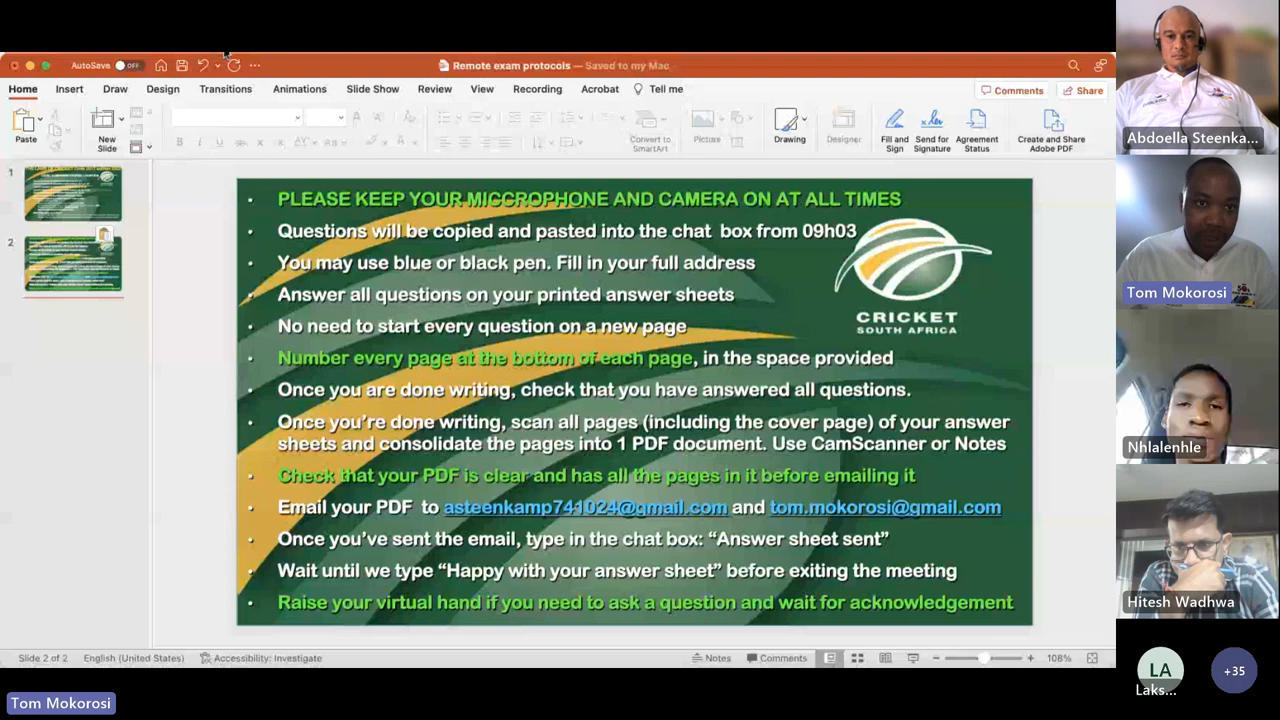 AutoSave OFF
Remote exam protocols — Saved to my Mac
Home Insert Draw Design Transitions Animations Slide Show Review View Recording Acrobat Tell me
Comments Share
Paste
New Slide
Convert to SmartArt
Picture
Drawing
Designer
Fill and Sign
Send for Signature
Agreement Status
Create and Share Adobe PDF
1
2
• PLEASE KEEP YOUR MICCROPHONE AND CAMERA ON AT ALL TIMES
• Questions will be copied and pasted into the chat box from 09h03
• You may use blue or black pen. Fill in your full address
• Answer all questions on your printed answer sheets
• No need to start every question on a new page
• Number every page at the bottom of each page, in the space provided
• Once you are done writing, check that you have answered all questions.
• Once you’re done writing, scan all pages (including the cover page) of your answer
sheets and consolidate the pages into 1 PDF document. Use CamScanner or Notes
• Check that your PDF is clear and has all the pages in it before emailing it
• Email your PDF to asteenkamp741024@gmail.com and tom.mokorosi@gmail.com
• Once you’ve sent the email, type in the chat box: “Answer sheet sent”
• Wait until we type “Happy with your answer sheet” before exiting the meeting
• Raise your virtual hand if you need to ask a question and wait for acknowledgement
CRICKET
SOUTH AFRICA
Slide 2 of 2 English (United States) Accessibility: Investigate
Notes Comments 108%
Tom Mokorosi
Abdoella Steenka...
Tom Mokorosi
Nhlalenhle
Hitesh Wadhwa
LA
Laks...
+35